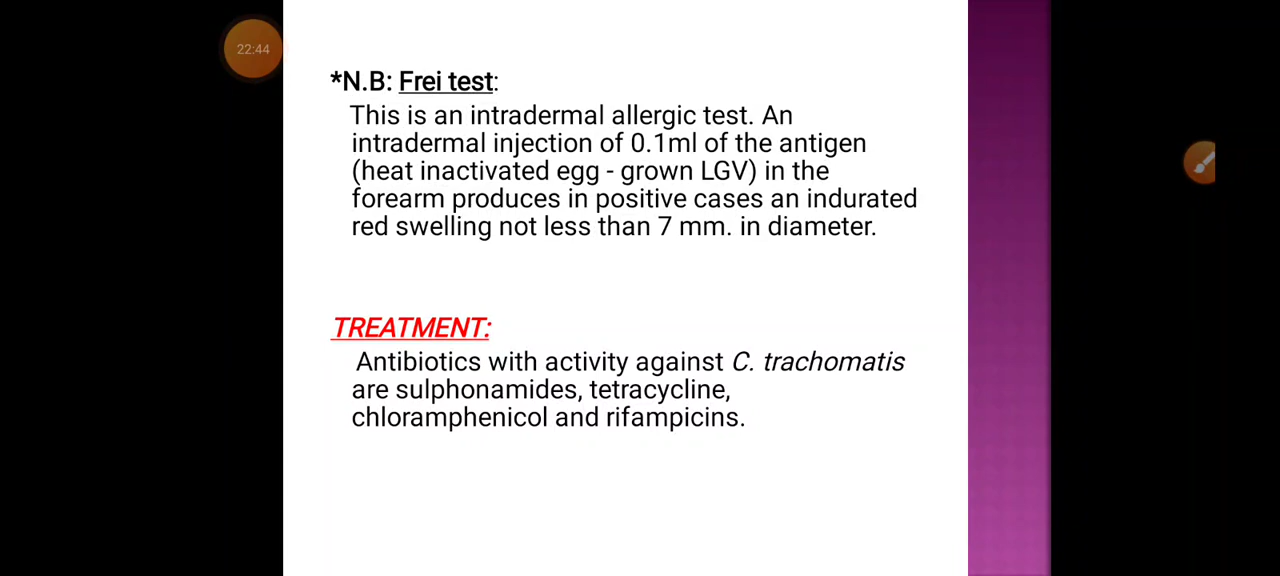 22:44
*N.B: Frei test:
This is an intradermal allergic test. An
intradermal injection of 0.1ml of the antigen
(heat inactivated egg - grown LGV) in the
forearm produces in positive cases an indurated
red swelling not less than 7 mm. in diameter.
TREATMENT:
Antibiotics with activity against C. trachomatis
are sulphonamides, tetracycline,
chloramphenicol and rifampicins.